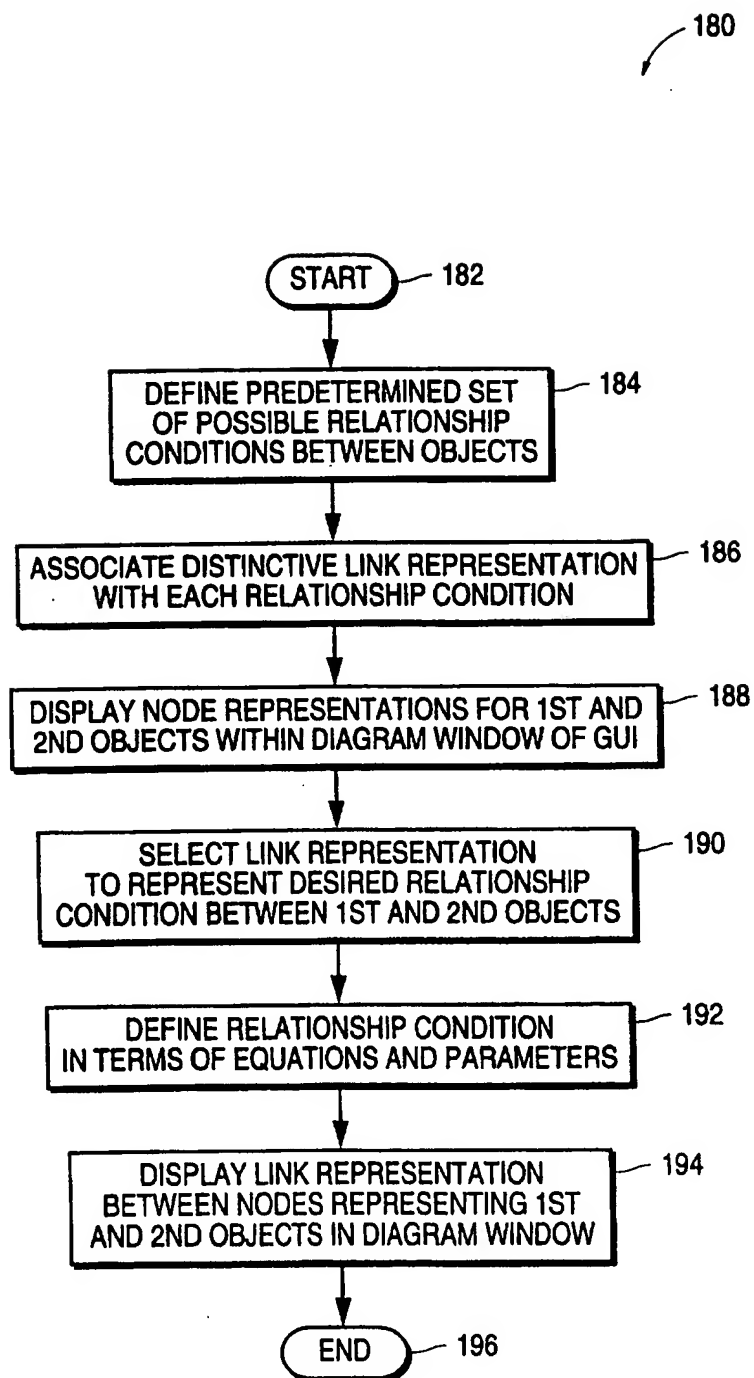 180
START
182
DEFINE PREDETERMINED SET
OF POSSIBLE RELATIONSHIP
CONDITIONS BETWEEN OBJECTS
184
ASSOCIATE DISTINCTIVE LINK REPRESENTATION
WITH EACH RELATIONSHIP CONDITION
186
DISPLAY NODE REPRESENTATIONS FOR 1ST AND
2ND OBJECTS WITHIN DIAGRAM WINDOW OF GUI
188
SELECT LINK REPRESENTATION
TO REPRESENT DESIRED RELATIONSHIP
CONDITION BETWEEN 1ST AND 2ND OBJECTS
190
DEFINE RELATIONSHIP CONDITION
IN TERMS OF EQUATIONS AND PARAMETERS
192
DISPLAY LINK REPRESENTATION
BETWEEN NODES REPRESENTING 1ST
AND 2ND OBJECTS IN DIAGRAM WINDOW
194
END
196